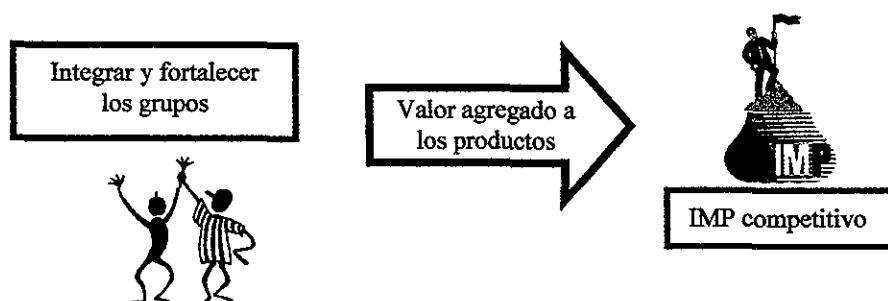 Integrar y fortalecer
los grupos
Valor agregado a
los productos
IMP
IMP competitivo